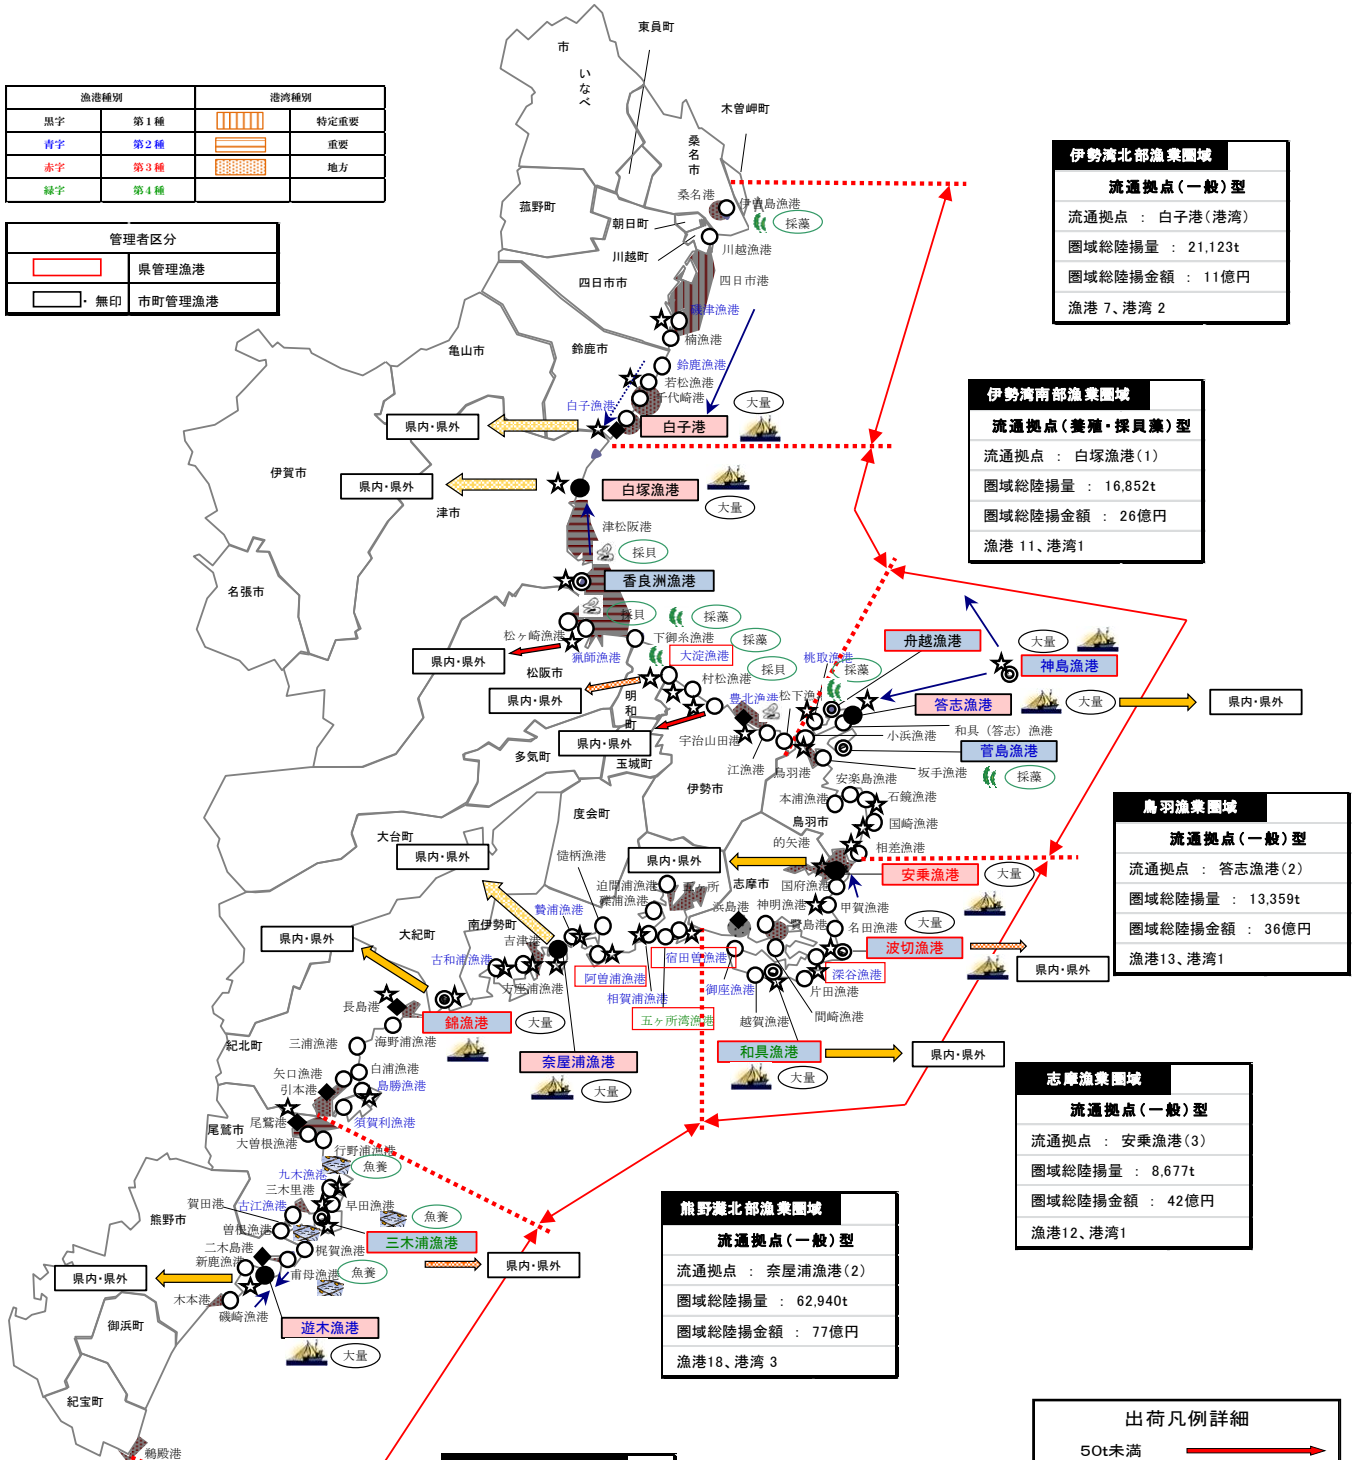 漁港種別 港湾種別
黒字 第1種 特定重要
青字 第2種 重要
赤字 第3種 地方
緑字 第4種
管理者区分
県管理漁港
・無印 市町管理漁港
東員町
市
いなべ
木曽岬町
桑名市
桑名港
菰野町
朝日町
川越町
川越漁港
採藻
四日市市
四日市港
磯津漁港
楠漁港
亀山市
鈴鹿市
鈴鹿漁港
若松漁港
千代崎港
白子漁港
白子港
大量
県内・県外
伊賀市
県内・県外
津市
白塚漁港
大量
津松阪港
採貝
香良洲漁港
名張市
採貝
採藻
松ヶ崎漁港
猟師漁港
下御糸漁港
採藻
県内・県外
松阪市
大淀漁港
県内・県外
明和町
村松漁港
採貝
豊北漁港
松下漁港
桃取漁港
採藻
舟越漁港
大量
神島漁港
答志漁港
大量
県内・県外
県内・県外
宇治山田港
和具（答志）漁港
小浜漁港
菅島漁港
多気町
玉城町
江漁港
鳥羽港
坂手漁港
採藻
伊勢市
安楽島漁港
本浦漁港
石鏡漁港
度会町
鳥羽市
国崎漁港
大台町
的矢港
相差漁港
県内・県外
慥柄漁港
県内・県外
迫間浦漁港
五ヶ所
志摩市
安乗漁港
大量
国府漁港
礫浦漁港
神明漁港
浜島港
甲賀漁港
賢島港
名田漁港
大量
南伊勢町
贄浦漁港
吉津港
大紀町
県内・県外
波切漁港
古和浦漁港
宿田曽漁港
県内・県外
方座浦漁港
阿曽浦漁港
御座漁港
深谷漁港
片田漁港
相賀浦漁港
間崎漁港
長島港
五ヶ所湾漁港
越賀漁港
錦漁港
大量
海野浦漁港
紀北町
三浦漁港
奈屋浦漁港
大量
和具漁港
大量
県内・県外
矢口漁港
白浦漁港
引本港
島勝漁港
尾鷲港
尾鷲市
須賀利漁港
大曽根漁港
行野浦漁港
九木漁港
魚養
三木里港
賀田港
古江漁港
早田漁港
魚養
熊野市
曽根漁港
三木浦漁港
二木島港
梶賀漁港
新鹿漁港
県内・県外
県内・県外
甫母漁港
魚養
木本港
磯崎漁港
御浜町
遊木漁港
大量
紀宝町
鵜殿港
伊勢湾北部漁業圏域
流通拠点(一般)型
流通拠点 ： 白子港(港湾)
圏域総陸揚量 ： 21,123t
圏域総陸揚金額 ： 11億円
漁港 7、港湾 2
伊勢湾南部漁業圏域
流通拠点(養殖・採貝藻)型
流通拠点 ： 白塚漁港(1)
圏域総陸揚量 ： 16,852t
圏域総陸揚金額 ： 26億円
漁港 11、港湾1
鳥羽漁業圏域
流通拠点(一般)型
流通拠点 ： 答志漁港(2)
圏域総陸揚量 ： 13,359t
圏域総陸揚金額 ： 36億円
漁港13、港湾1
志摩漁業圏域
流通拠点(一般)型
流通拠点 ： 安乗漁港(3)
圏域総陸揚量 ： 8,677t
圏域総陸揚金額 ： 42億円
漁港12、港湾1
熊野灘北部漁業圏域
流通拠点(一般)型
流通拠点 ： 奈屋浦漁港(2)
圏域総陸揚量 ： 62,940t
圏域総陸揚金額 ： 77億円
漁港18、港湾 3
出荷凡例詳細
50t未満